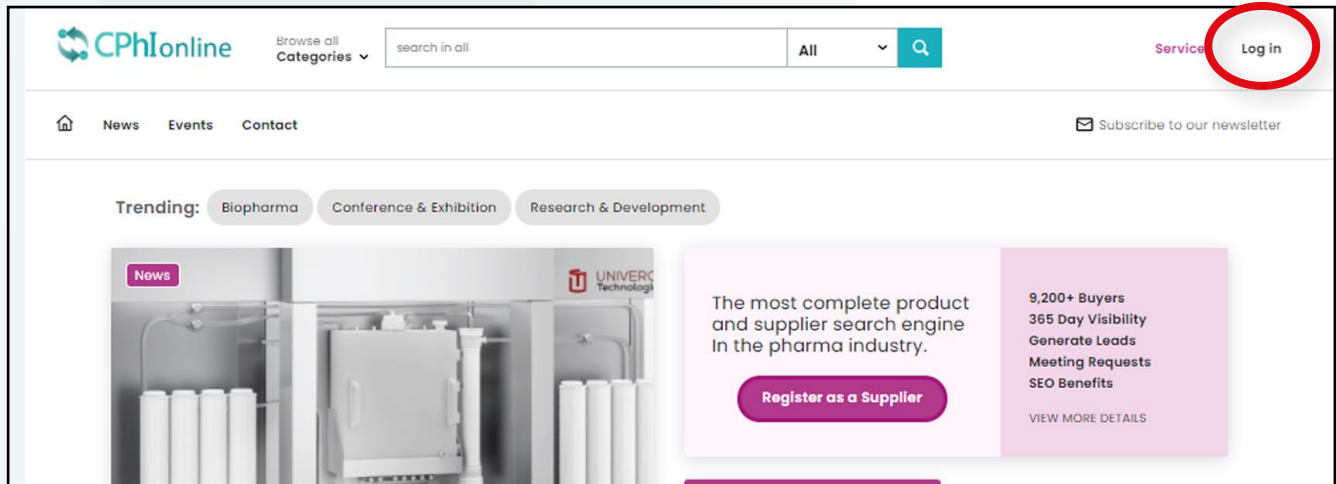 CPhIonline
Browse all
Categories
search in all
All
Service
Log in
News
Events
Contact
Subscribe to our newsletter
Trending:
Biopharma
Conference & Exhibition
Research & Development
News
The most complete product
and supplier search engine
In the pharma industry.
Register as a Supplier
9,200+ Buyers
365 Day Visibility
Generate Leads
Meeting Requests
SEO Benefits
VIEW MORE DETAILS